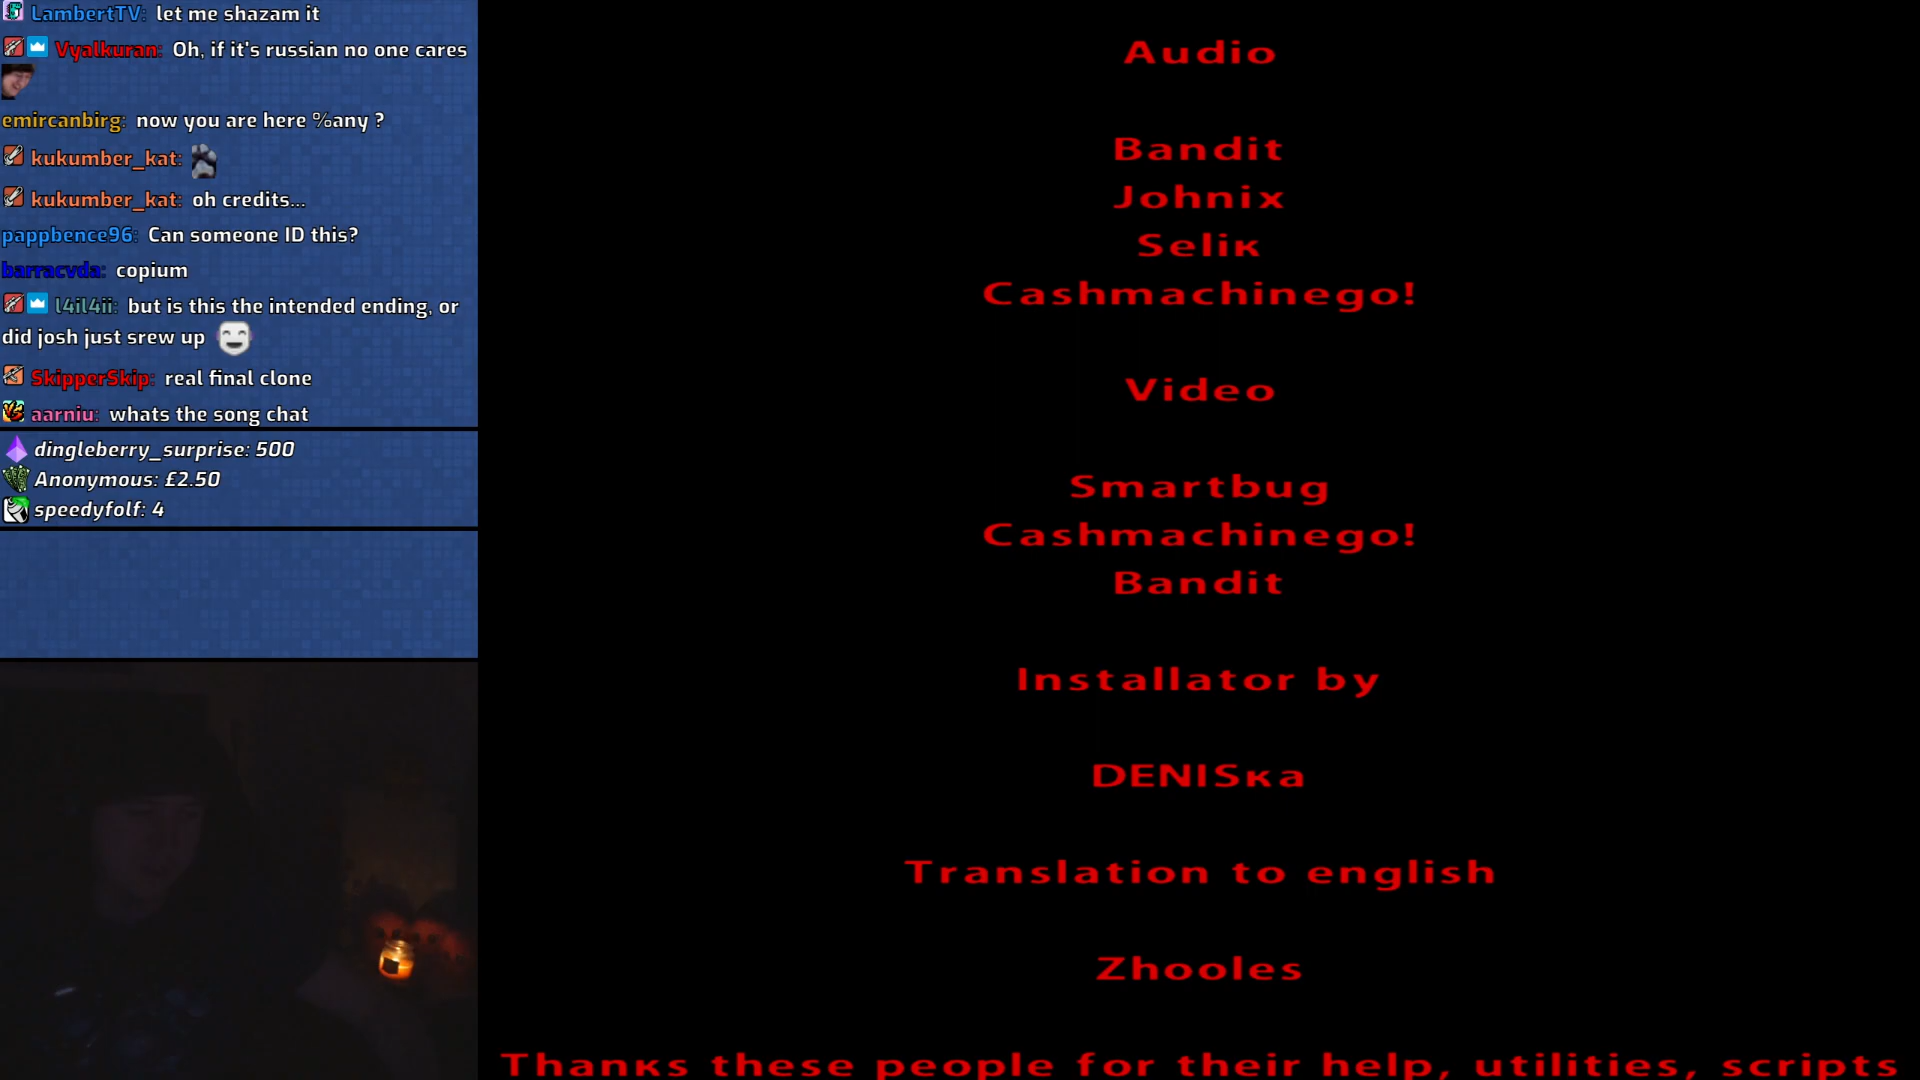 LambertTV: let me shazam it
Vyalkuran: Oh, if it's russian no one cares
emircanbirg: now you are here %any ?
kukumber_kat:
kukumber_kat: oh credits...
pappbence96: Can someone ID this?
barracvda: copium
l4il4ii: but is this the intended ending, or
did josh just srew up
SkipperSkip: real final clone
aarniu: whats the song chat
dingleberry_surprise: 500
Anonymous: £2.50
speedyfolf: 4
Audio
Bandit
Johnix
Seliк
Cashmachinego!
Video
Smartbug
Cashmachinego!
Bandit
Installator by
DENISка
Translation to english
Zhooles
Thanкs these people for their help, utilities, scripts